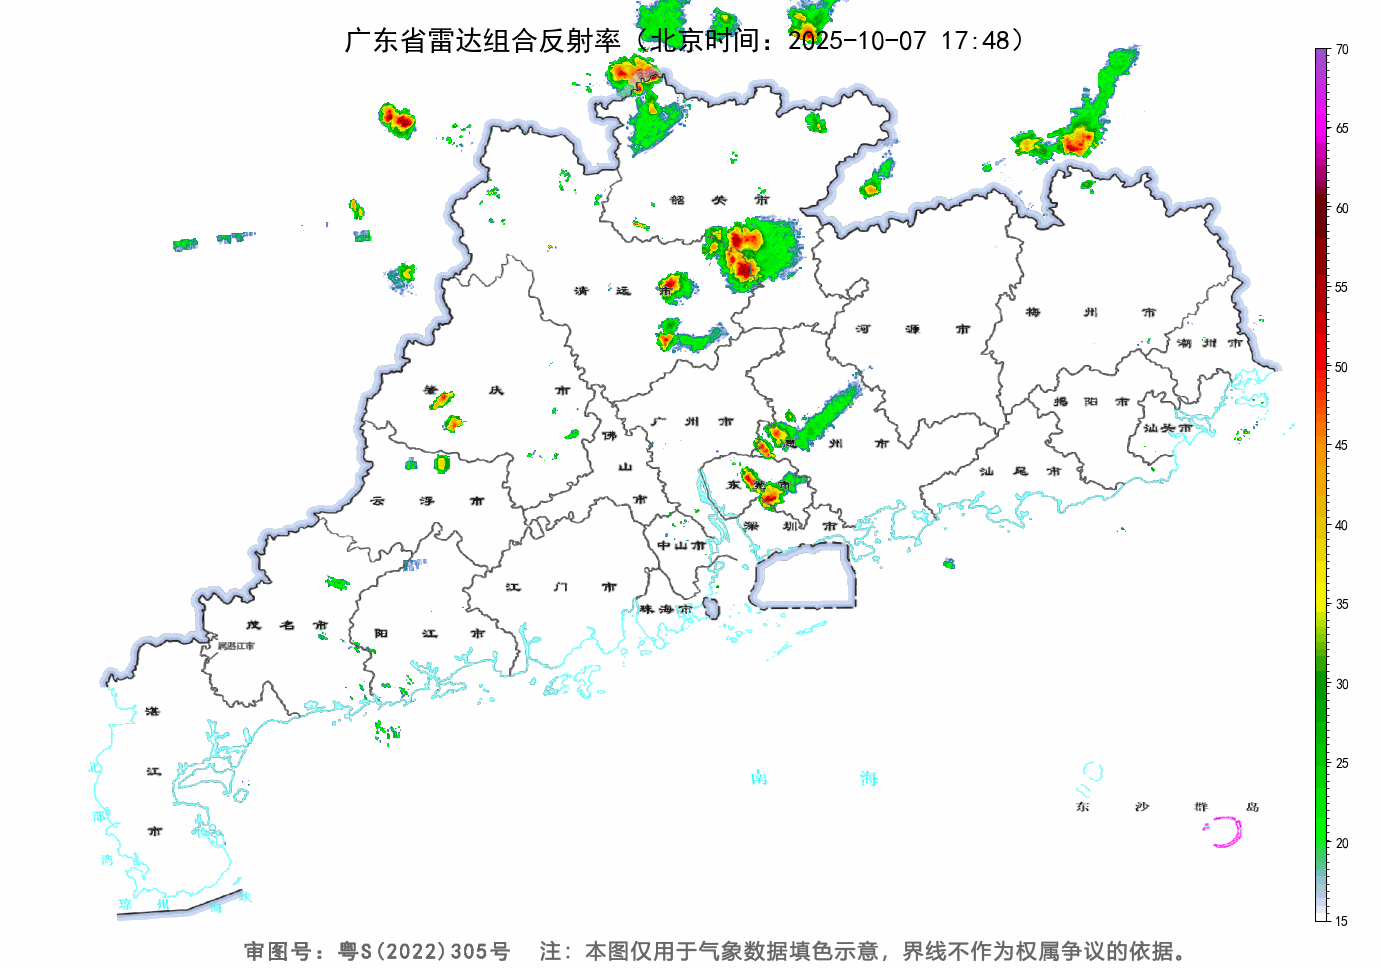 广东省雷达组合反射率（北京时间：2025-10-07 17:48）
70
65
60
55
50
45
40
35
30
25
20
15
韶 关 市
清 远 市
河 源 市
梅 州 市
潮 州 市
肇 庆 市
广 州 市
佛 山 市
惠 州 市
揭 阳 市
汕头市
汕 尾 市
云 浮 市
东 莞 市
深 圳 市
中山市
江 门 市
珠海市
茂 名 市
阳 江 市
属湛江市
湛 江 市
北 部 湾
琼 州 海 峡
南 海
东 沙 群 岛
审图号：粤S(2022)305号 注：本图仅用于气象数据填色示意，界线不作为权属争议的依据。